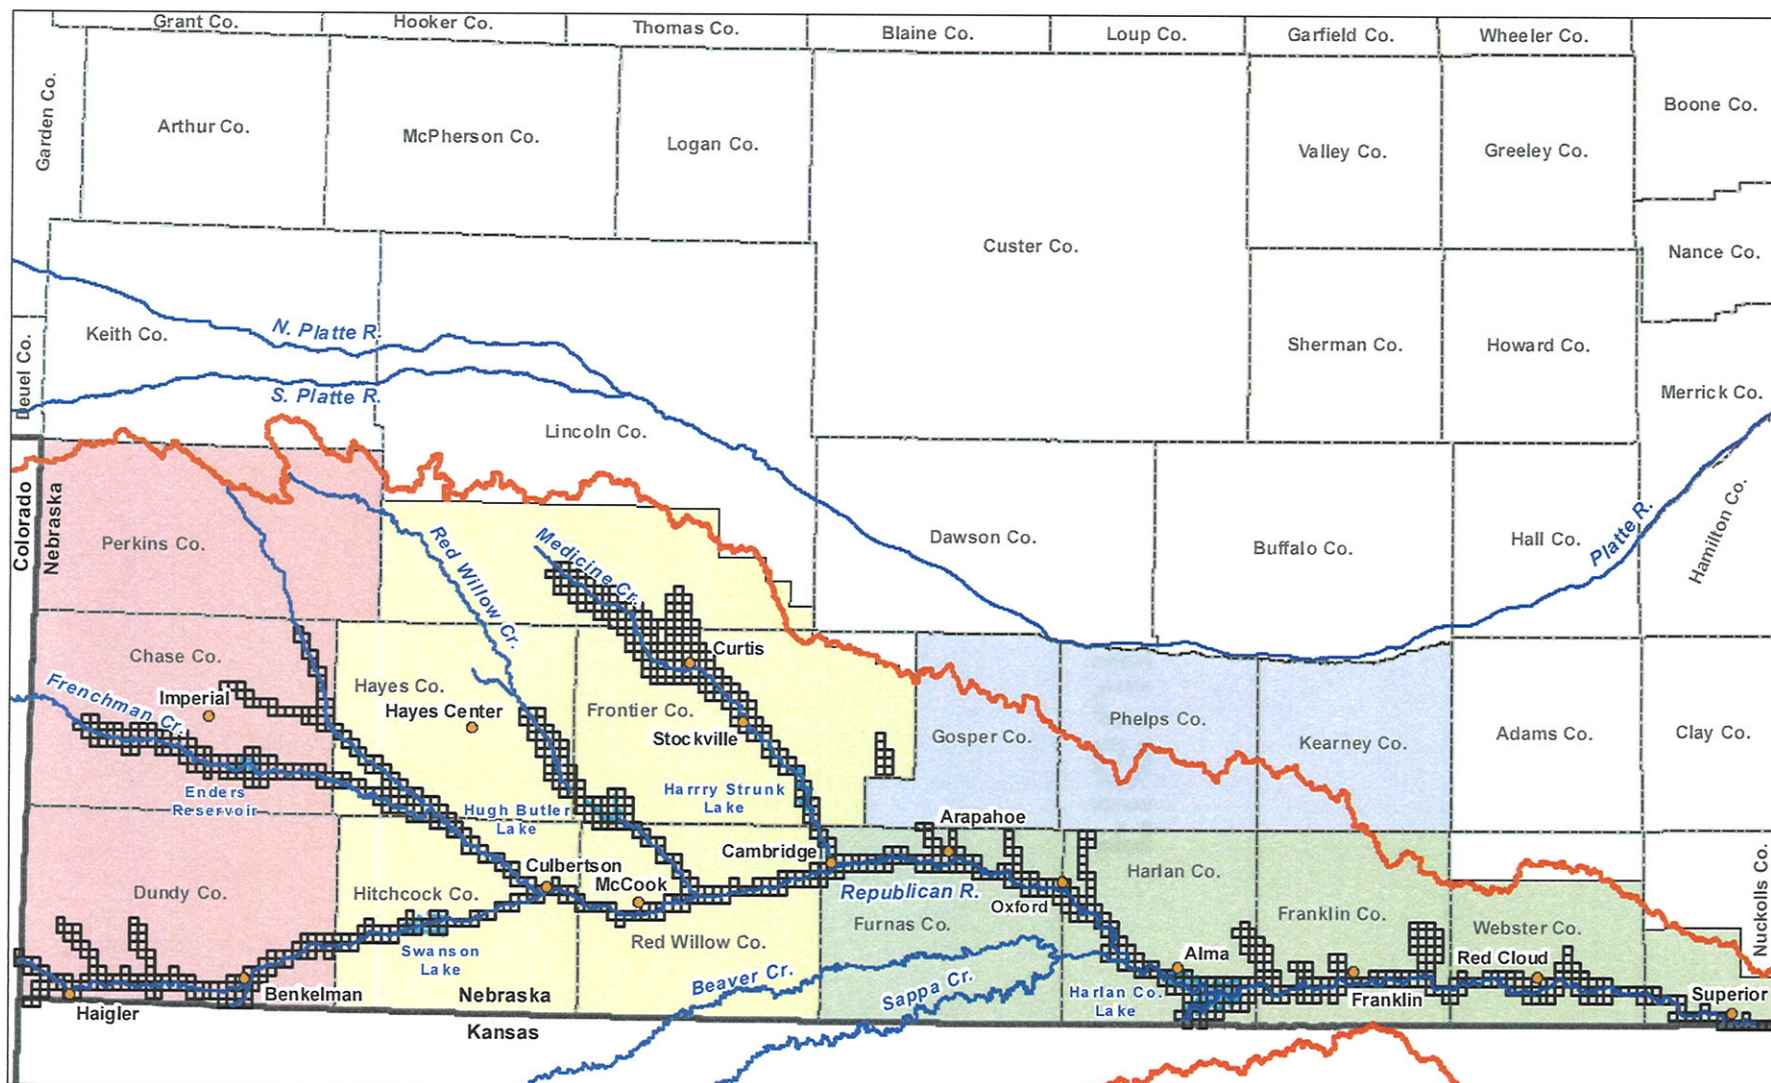 Grant Co.
Hooker Co.
Thomas Co.
Blaine Co.
Loup Co.
Garfield Co.
Wheeler Co.
Garden Co.
Arthur Co.
McPherson Co.
Logan Co.
Valley Co.
Greeley Co.
Boone Co.
Custer Co.
Nance Co.
Deuel Co.
Keith Co.
N. Platte R.
S. Platte R.
Lincoln Co.
Sherman Co.
Howard Co.
Merrick Co.
Colorado
Nebraska
Perkins Co.
Red Willow Cr.
Medicine Cr.
Dawson Co.
Buffalo Co.
Hall Co.
Platte R.
Hamilton Co.
Chase Co.
Frenchman Cr.
Imperial
Hayes Co.
Hayes Center
Curtis
Frontier Co.
Stockville
Gosper Co.
Phelps Co.
Kearney Co.
Adams Co.
Clay Co.
Enders
Reservoir
Hugh Butler
Lake
Harrry Strunk
Lake
Arapahoe
Cambridge
Culbertson
McCook
Dundy Co.
Hitchcock Co.
Republican R.
Oxford
Harlan Co.
Franklin Co.
Webster Co.
Nuckolls Co.
Furnas Co.
Red Willow Co.
Swanson
Lake
Beaver Cr.
Sappa Cr.
Alma
Red Cloud
Harlan Co.
Lake
Franklin
Superior
Benkelman
Haigler
Nebraska
Kansas